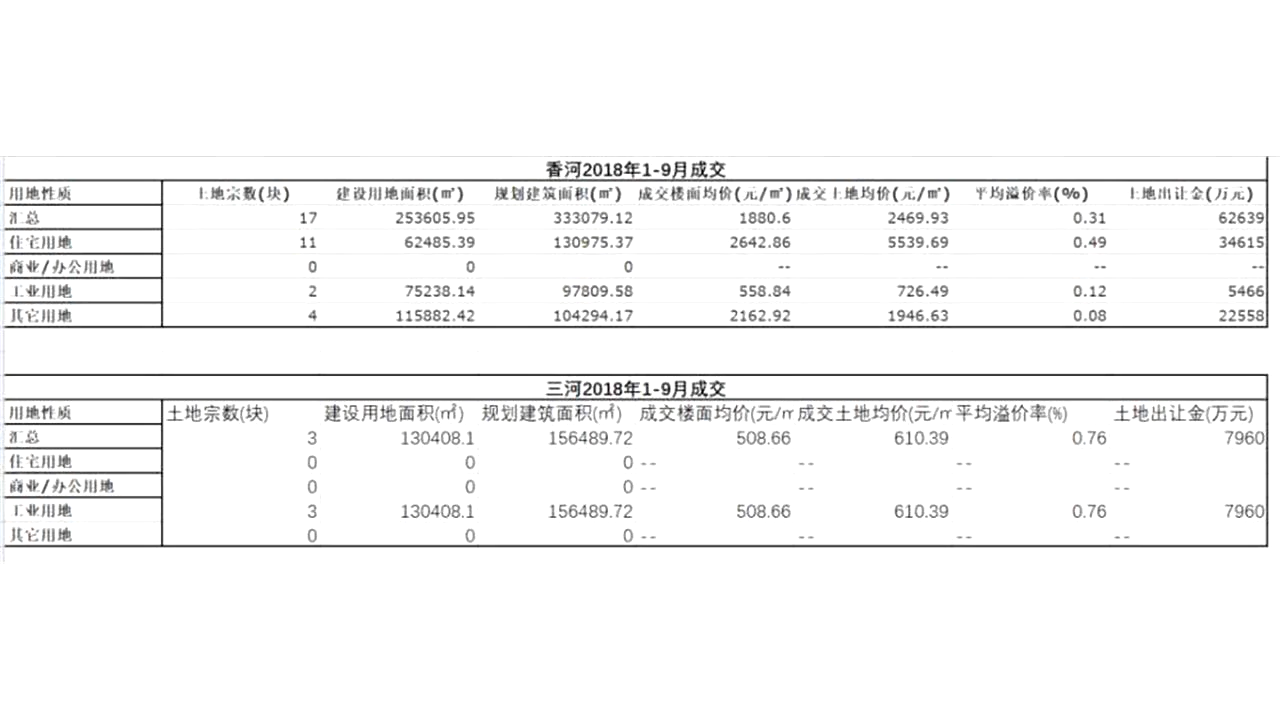 香河2018年1-9月成交
用地性质 土地宗数(块) 建设用地面积(㎡) 规划建筑面积(㎡) 成交楼面均价(元/㎡) 成交土地均价(元/㎡) 平均溢价率(%) 土地出让金(万元)
汇总 17 253605.95 333079.12 1880.6 2469.93 0.31 62639
住宅用地 11 62485.39 130975.37 2642.86 5539.69 0.49 34615
商业/办公用地 0 0 0 -- -- -- --
工业用地 2 75238.14 97809.58 558.84 726.49 0.12 5466
其它用地 4 115882.42 104294.17 2162.92 1946.63 0.08 22558
三河2018年1-9月成交
用地性质 土地宗数(块) 建设用地面积(㎡) 规划建筑面积(㎡) 成交楼面均价(元/㎡ 成交土地均价(元/㎡ 平均溢价率(%) 土地出让金(万元)
汇总 3 130408.1 156489.72 508.66 610.39 0.76 7960
住宅用地 0 0 0 -- -- -- --
商业/办公用地 0 0 0 -- -- -- --
工业用地 3 130408.1 156489.72 508.66 610.39 0.76 7960
其它用地 0 0 0 -- -- -- --